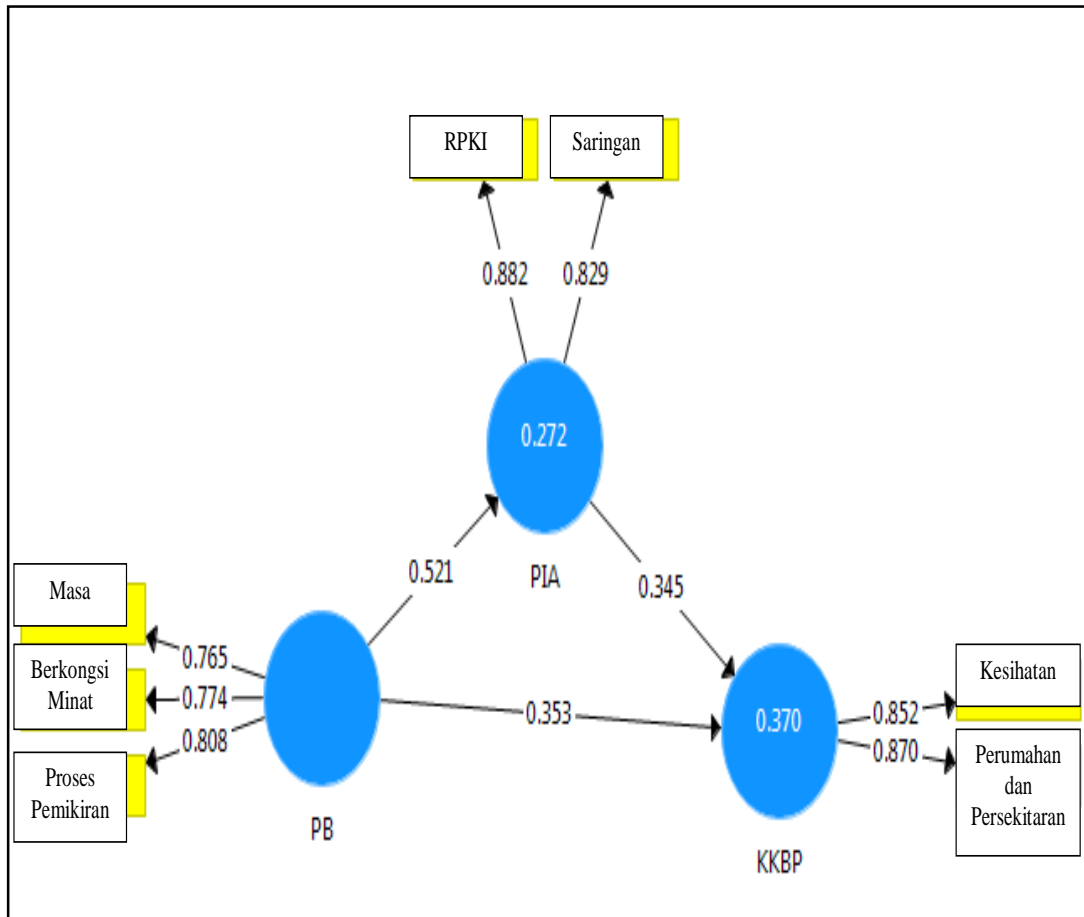 RPKI
Saringan
0.882
0.829
0.272
PIA
0.521
0.345
Masa
Berkongsi
Minat
Proses
Pemikiran
0.765
0.774
0.808
PB
0.353
0.370
KKBP
0.852
0.870
Kesihatan
Perumahan
dan
Persekitaran